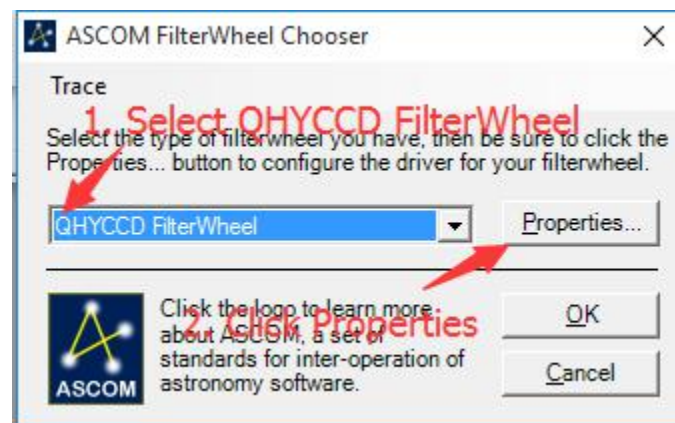 ASCOM FilterWheel Chooser
Trace
1. Select QHYCCD FilterWheel
Select the type of filterwheel you have, then be sure to click the
Properties... button to configure the driver for your filterwheel.
QHYCCD FilterWheel
Properties...
Click the logo to learn more
about ASCOM, a set of
standards for inter-operation of
astronomy software.
2. Click Properties
ASCOM
OK
Cancel